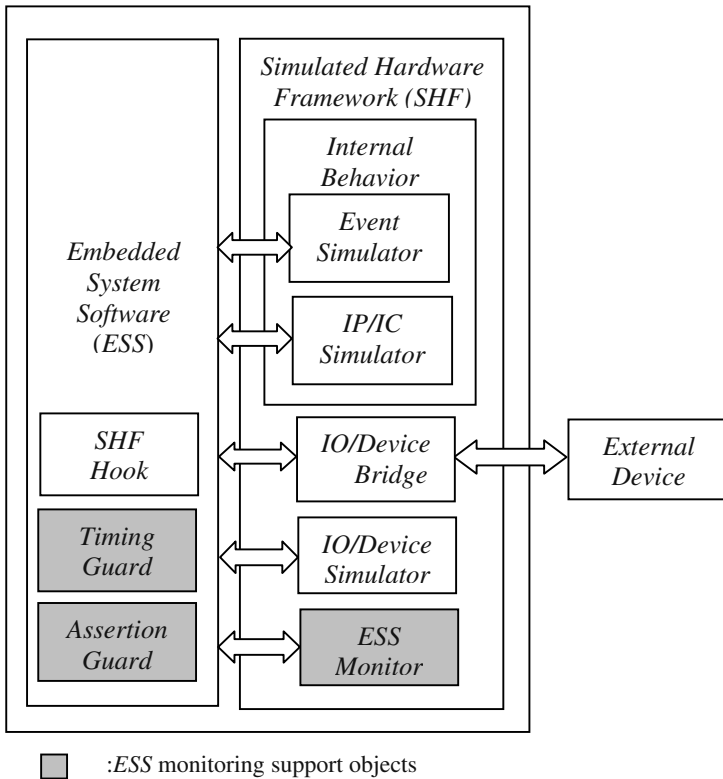 Simulated Hardware
Framework (SHF)
Internal
Behavior
Event
Simulator
Embedded
System
Software
(ESS)
IP/IC
Simulator
SHF
Hook
IO/Device
Bridge
External
Device
Timing
Guard
IO/Device
Simulator
Assertion
Guard
ESS
Monitor
:ESS monitoring support objects